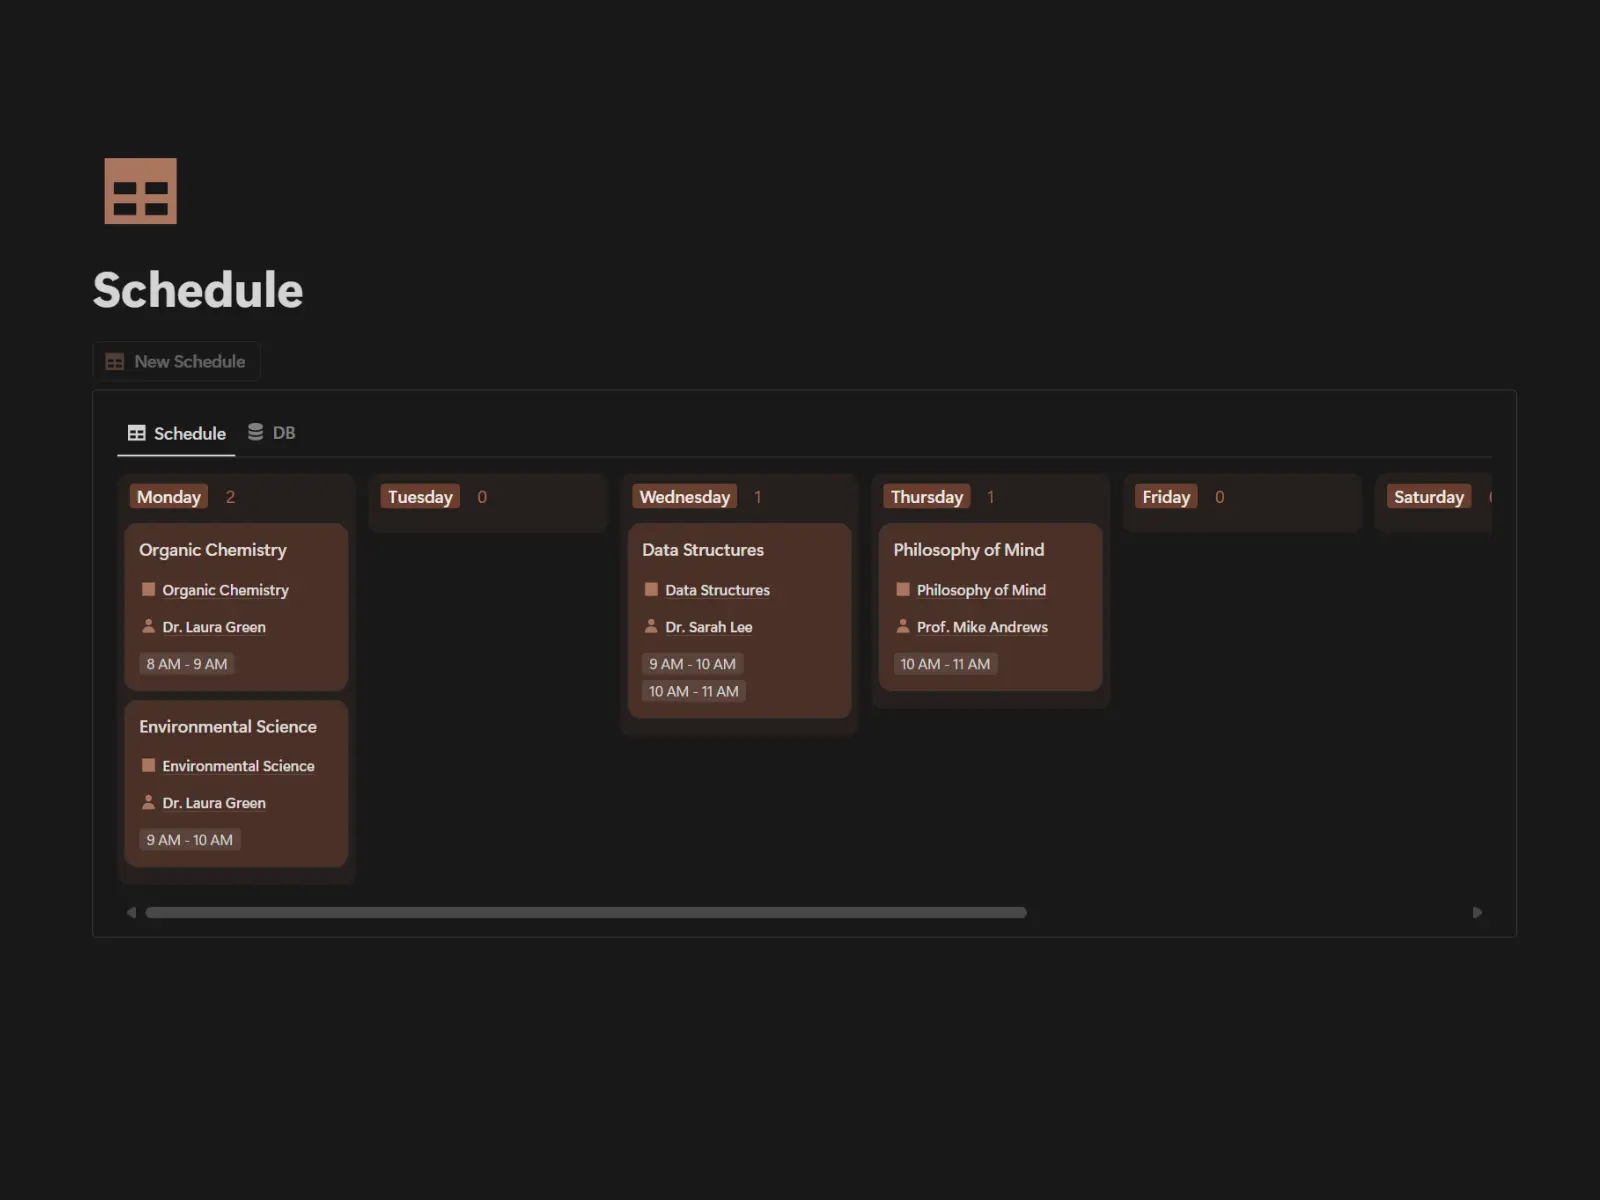 Schedule
New Schedule
Schedule
DB
Monday 2
Organic Chemistry
Organic Chemistry
Dr. Laura Green
8 AM - 9 AM
Environmental Science
Environmental Science
Dr. Laura Green
9 AM - 10 AM
Tuesday 0
Wednesday 1
Data Structures
Data Structures
Dr. Sarah Lee
9 AM - 10 AM
10 AM - 11 AM
Thursday 1
Philosophy of Mind
Philosophy of Mind
Prof. Mike Andrews
10 AM - 11 AM
Friday 0
Saturday